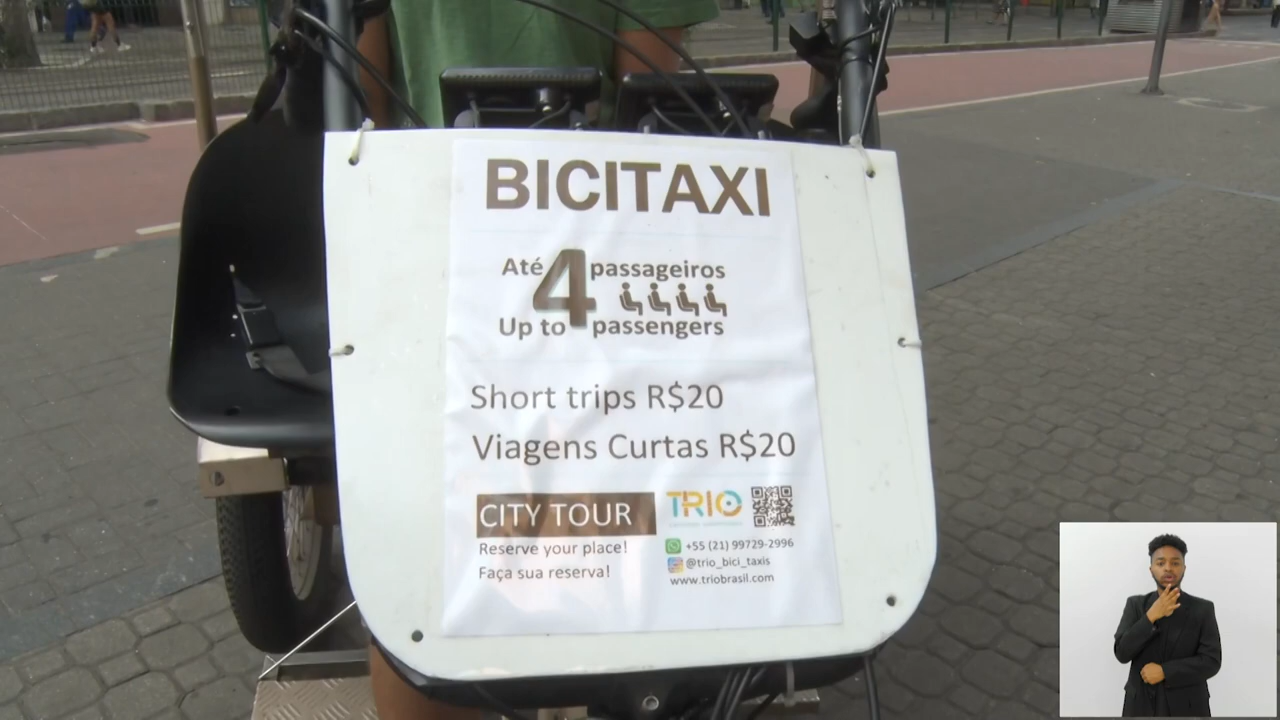 BICITAXI
Até 4 passageiros
Up to passengers
Short trips R$20
Viagens Curtas R$20
CITY TOUR
Reserve your place!
Faça sua reserva!
TRIO
+55 (21) 99729-2996
@trio_bici_taxis
www.triobrasil.com